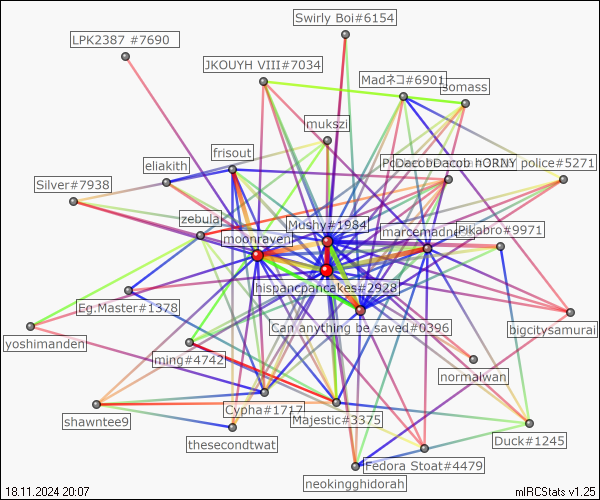 Swirly Boi#6154
LPK2387 #7690
JKOUYH VIII#7034
Madネコ#6901
somass
mukszi
frisout
eliakith
DacobDacob
hORNY police#5271
Silver#7938
zebula
Mushy#1984
marcemadne
Pikabro#9971
moonraven
hispancpancakes#2928
Eg.Master#1378
Can anything be saved#0396
bigcitysamurai
yoshimanden
ming#4742
normalwan
Cypha#1717
Majestic#3375
shawntee9
thesecondtwat
Duck#1245
Fedora Stoat#4479
neokingghidorah
18.11.2024 20:07
mIRCStats v1.25